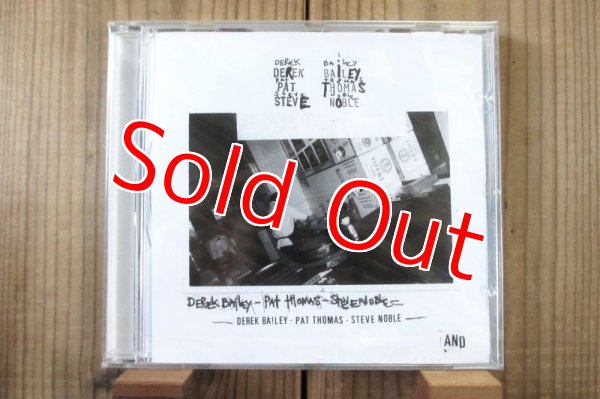 DEREK BAILEY
DEREK BAILEY
PAT THOMAS
PAT THOMAS
STEVE NOBLE
STEVE NOBLE
Sold Out
DEREK BAILEY - PAT THOMAS - STEVE NOBLE
DEREK BAILEY · PAT THOMAS · STEVE NOBLE
AND